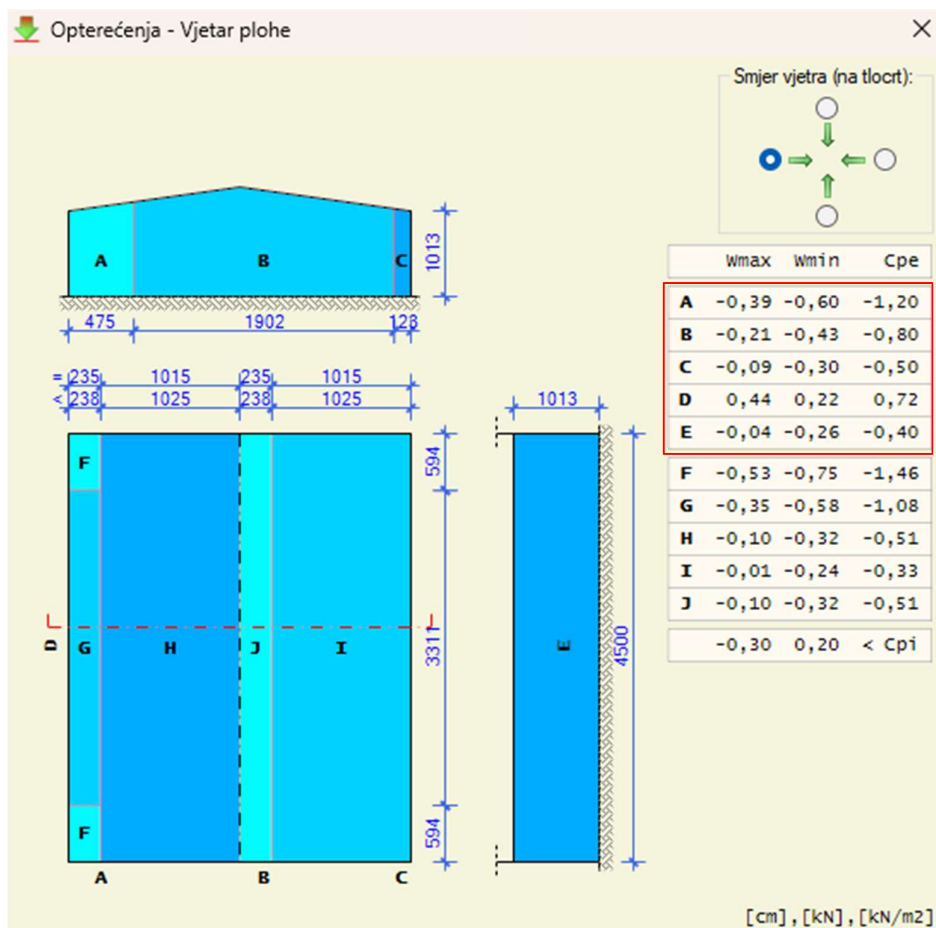 Opterećenja - Vjetar plohe
Smjer vjetra (na tlocrt):
Wmax Wmin Cpe
A -0,39 -0,60 -1,20
B -0,21 -0,43 -0,80
C -0,09 -0,30 -0,50
D 0,44 0,22 0,72
E -0,04 -0,26 -0,40
F -0,53 -0,75 -1,46
G -0,35 -0,58 -1,08
H -0,10 -0,32 -0,51
I -0,01 -0,24 -0,33
J -0,10 -0,32 -0,51
-0,30 0,20 < Cpi
A B C
1013
475 1902 123
= 235 1015 235 1015
< 238 1025 238 1025
1013
F
594
D G H J I
3311
E
4500
F
594
A B C
[cm],[kN],[kN/m2]